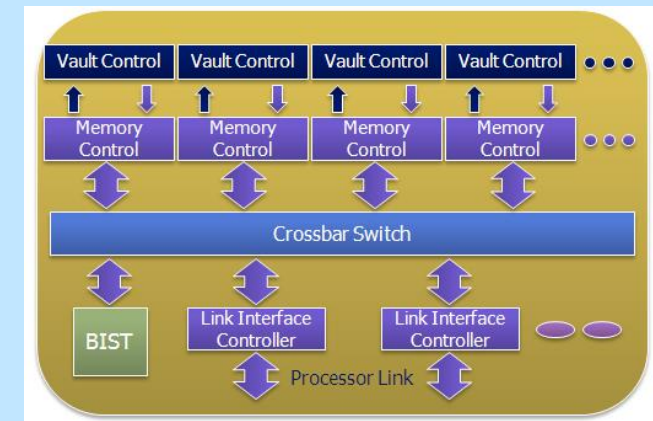 Vault Control Vault Control Vault Control Vault Control
Memory Control
Memory Control
Memory Control
Memory Control
Crossbar Switch
BIST
Link Interface
Controller
Link Interface
Controller
Processor Link